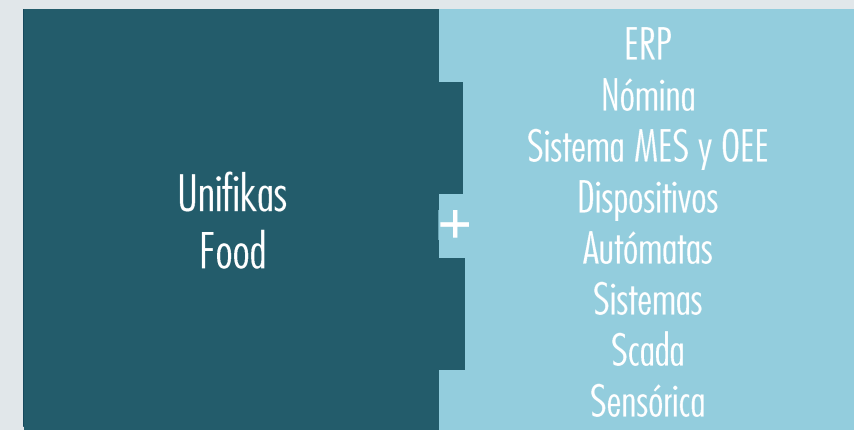 Unifikas
Food
+
ERP
Nómina
Sistema MES y OEE
Dispositivos
Autómatas
Sistemas
Scada
Sensórica